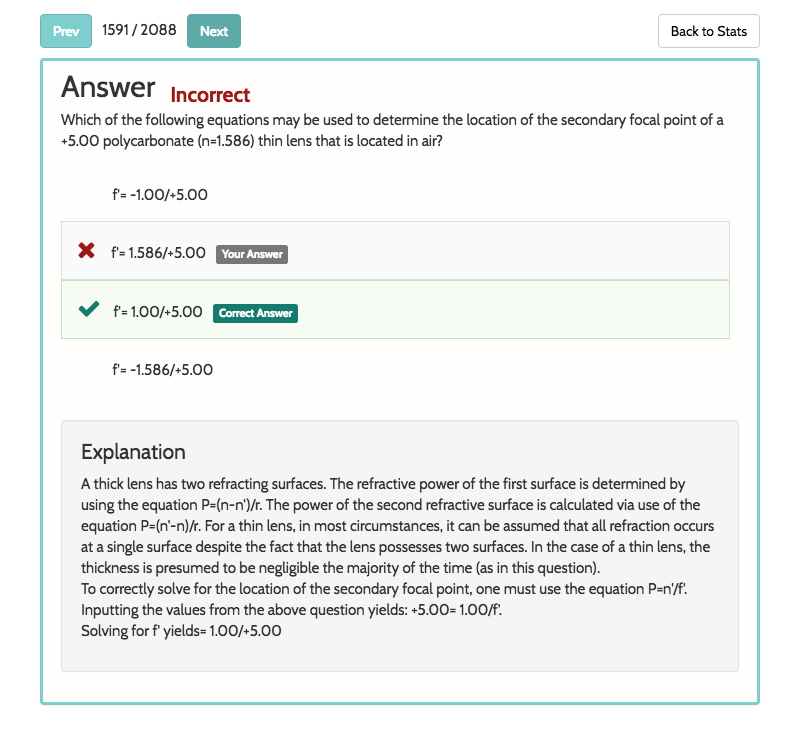 Prev 1591 / 2088 Next Back to Stats
Answer Incorrect
Which of the following equations may be used to determine the location of the secondary focal point of a
+5.00 polycarbonate (n=1.586) thin lens that is located in air?
f'= -1.00/+5.00
f'= 1.586/+5.00 Your Answer
f'= 1.00/+5.00 Correct Answer
f'= -1.586/+5.00
Explanation
A thick lens has two refracting surfaces. The refractive power of the first surface is determined by
using the equation P=(n-n')/r. The power of the second refractive surface is calculated via use of the
equation P=(n'-n)/r. For a thin lens, in most circumstances, it can be assumed that all refraction occurs
at a single surface despite the fact that the lens possesses two surfaces. In the case of a thin lens, the
thickness is presumed to be negligible the majority of the time (as in this question).
To correctly solve for the location of the secondary focal point, one must use the equation P=n'/f'.
Inputting the values from the above question yields: +5.00= 1.00/f'.
Solving for f' yields= 1.00/+5.00